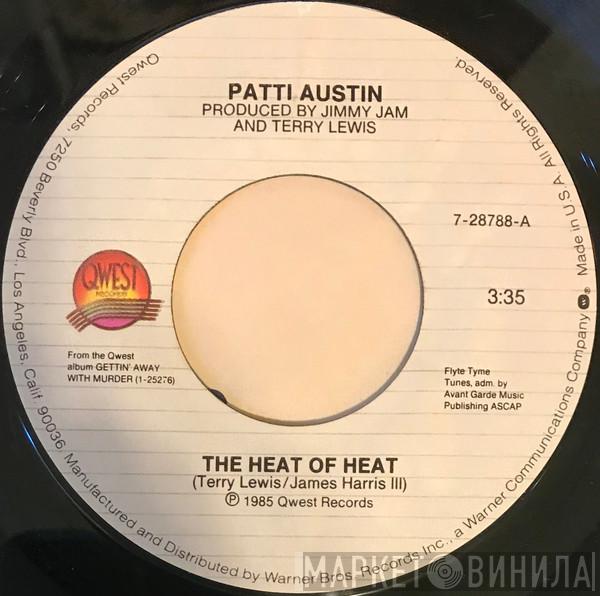 PATTI AUSTIN
PRODUCED BY JIMMY JAM
AND TERRY LEWIS
7-28788-A
3:35
QWEST
RECORDS
From the Qwest
album GETTIN' AWAY
WITH MURDER (1-25276)
Flyte Tyme
Tunes, adm. by
Avant Garde Music
Publishing ASCAP
THE HEAT OF HEAT
(Terry Lewis/James Harris III)
℗ 1985 Qwest Records
Qwest Records, 7250 Beverly Blvd., Los Angeles, Calif. 90036, Manufactured and Distributed by Warner Bros. Records Inc., a Warner Communications Company Made in U.S.A. All Rights Reserved.
МАРКЕТ ВИНИЛА